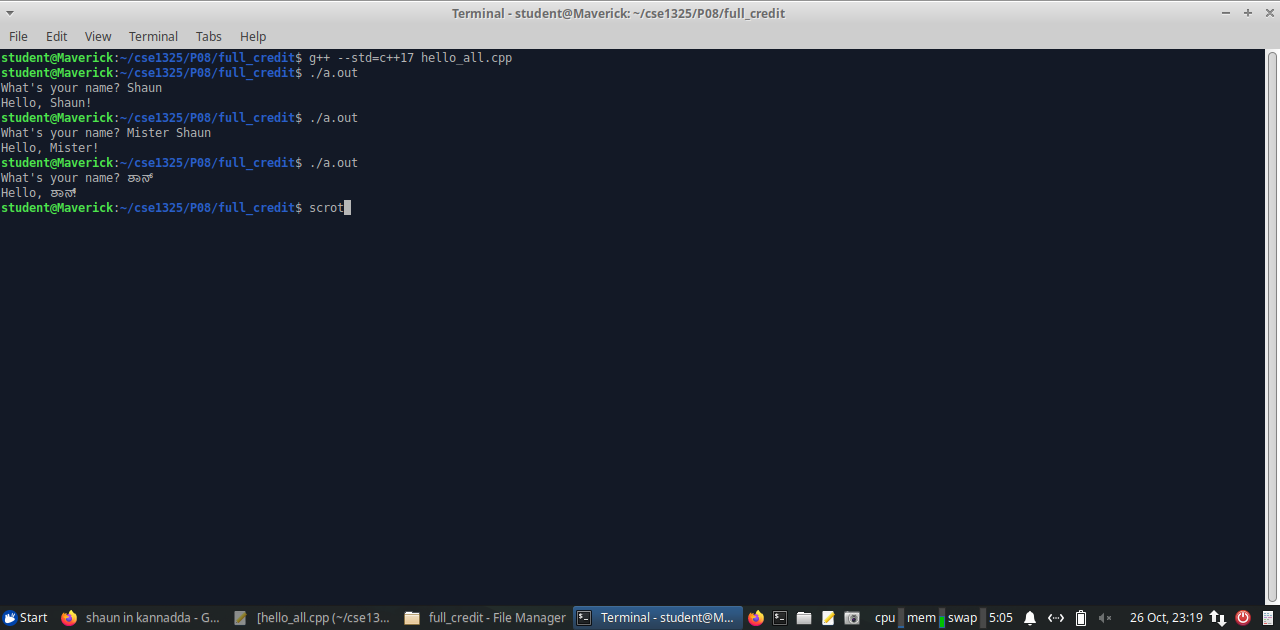 Terminal - student@Maverick: ~/cse1325/P08/full_credit
File Edit View Terminal Tabs Help
student@Maverick:~/cse1325/P08/full_credit$ g++ --std=c++17 hello_all.cpp
student@Maverick:~/cse1325/P08/full_credit$ ./a.out
What's your name? Shaun
Hello, Shaun!
student@Maverick:~/cse1325/P08/full_credit$ ./a.out
What's your name? Mister Shaun
Hello, Mister!
student@Maverick:~/cse1325/P08/full_credit$ ./a.out
What's your name? ಶಾನ್
Hello, ಶಾನ್!
student@Maverick:~/cse1325/P08/full_credit$ scrot
Start shaun in kannadda - G... [hello_all.cpp (~/cse13... full_credit - File Manager Terminal - student@M... cpu mem swap 5:05 26 Oct, 23:19